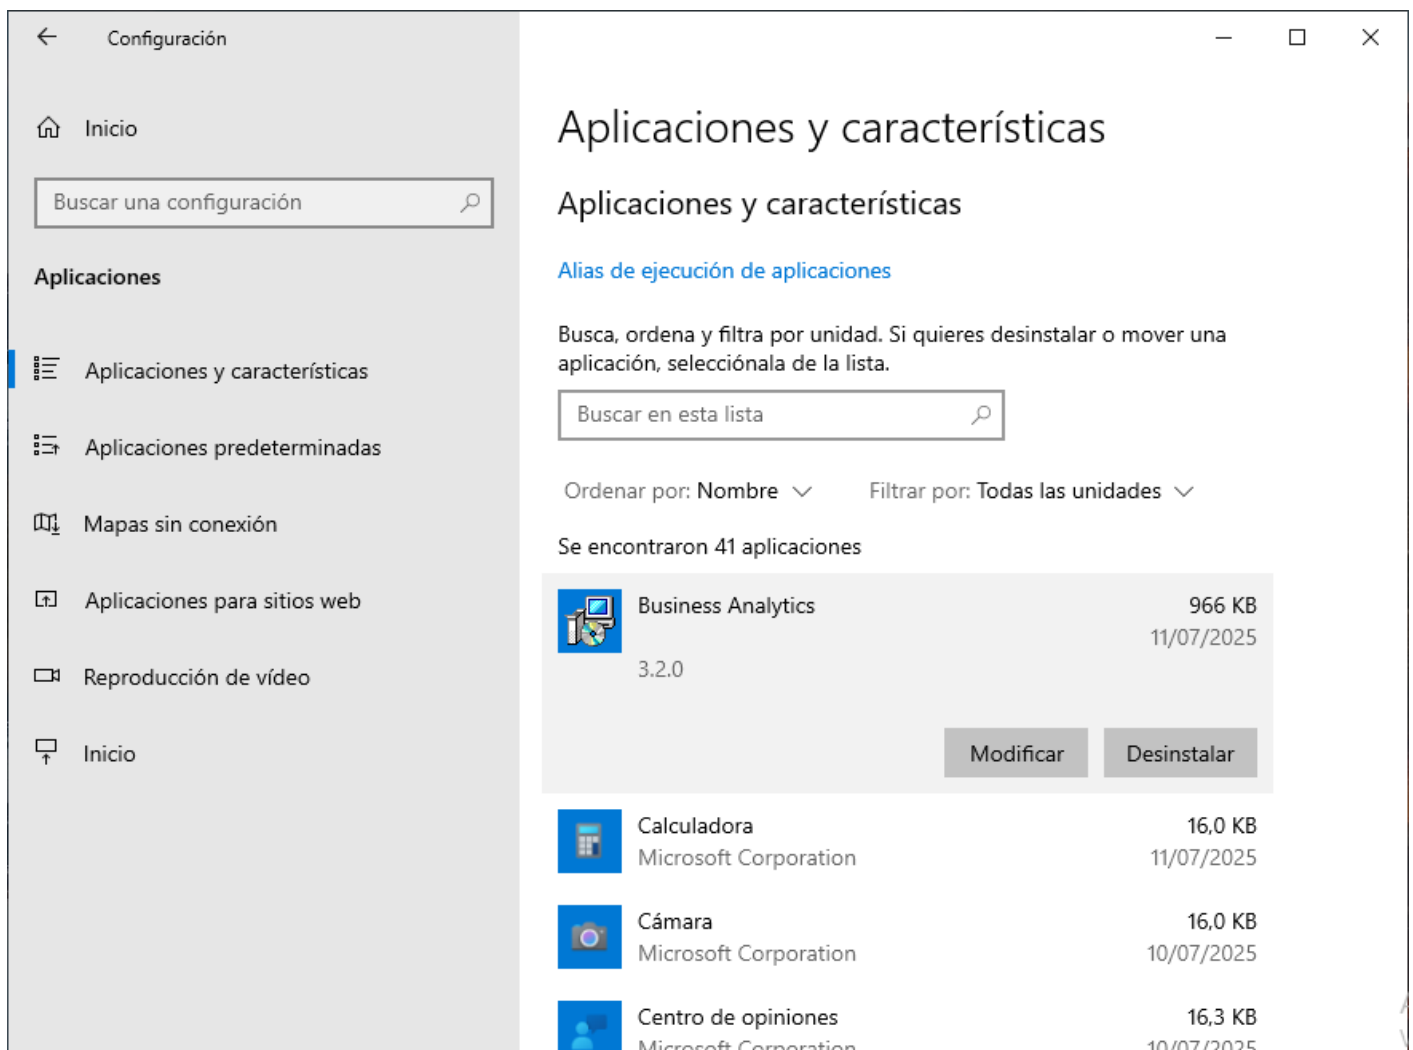 Configuración
Inicio
Buscar una configuración
Aplicaciones
Aplicaciones y características
Aplicaciones predeterminadas
Mapas sin conexión
Aplicaciones para sitios web
Reproducción de vídeo
Inicio
Aplicaciones y características
Aplicaciones y características
Alias de ejecución de aplicaciones
Busca, ordena y filtra por unidad. Si quieres desinstalar o mover una
aplicación, selecciónala de la lista.
Buscar en esta lista
Ordenar por: Nombre
Filtrar por: Todas las unidades
Se encontraron 41 aplicaciones
Business Analytics
966 KB
11/07/2025
3.2.0
Modificar
Desinstalar
Calculadora
16,0 KB
Microsoft Corporation
11/07/2025
Cámara
16,0 KB
Microsoft Corporation
10/07/2025
Centro de opiniones
16,3 KB
Microsoft Corporation
10/07/2025